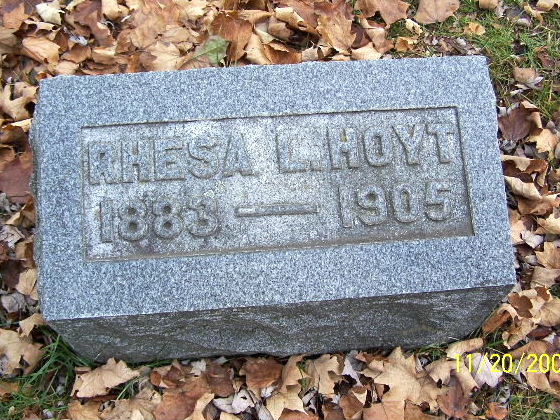 RHESA L. HOYT
1883 — 1905
11/20/200